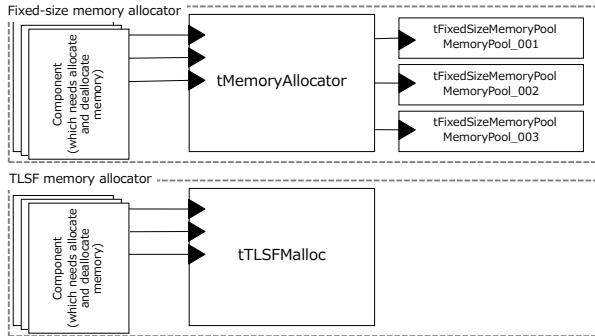 Fixed-size memory allocator
Component
(which needs allocate
and deallocate
memory)
tMemoryAllocator
tFixedSizeMemoryPool
MemoryPool_001
tFixedSizeMemoryPool
MemoryPool_002
tFixedSizeMemoryPool
MemoryPool_003
TLSF memory allocator
Component
(which needs allocate
and deallocate
memory)
tTLSFMalloc